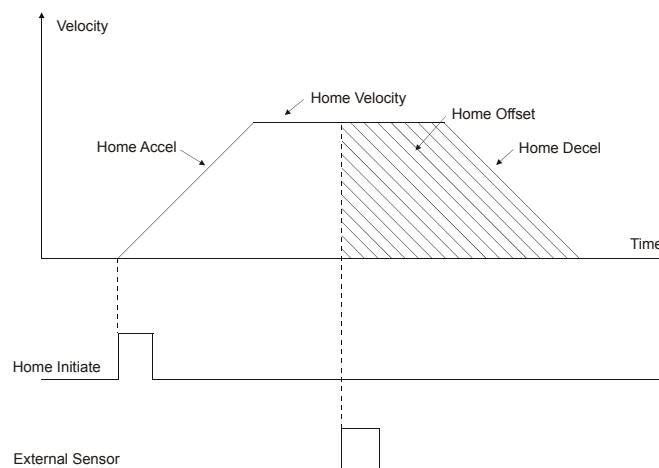 Velocity
Home Velocity
Home Offset
Home Accel
Home Decel
Time
Home Initiate
External Sensor